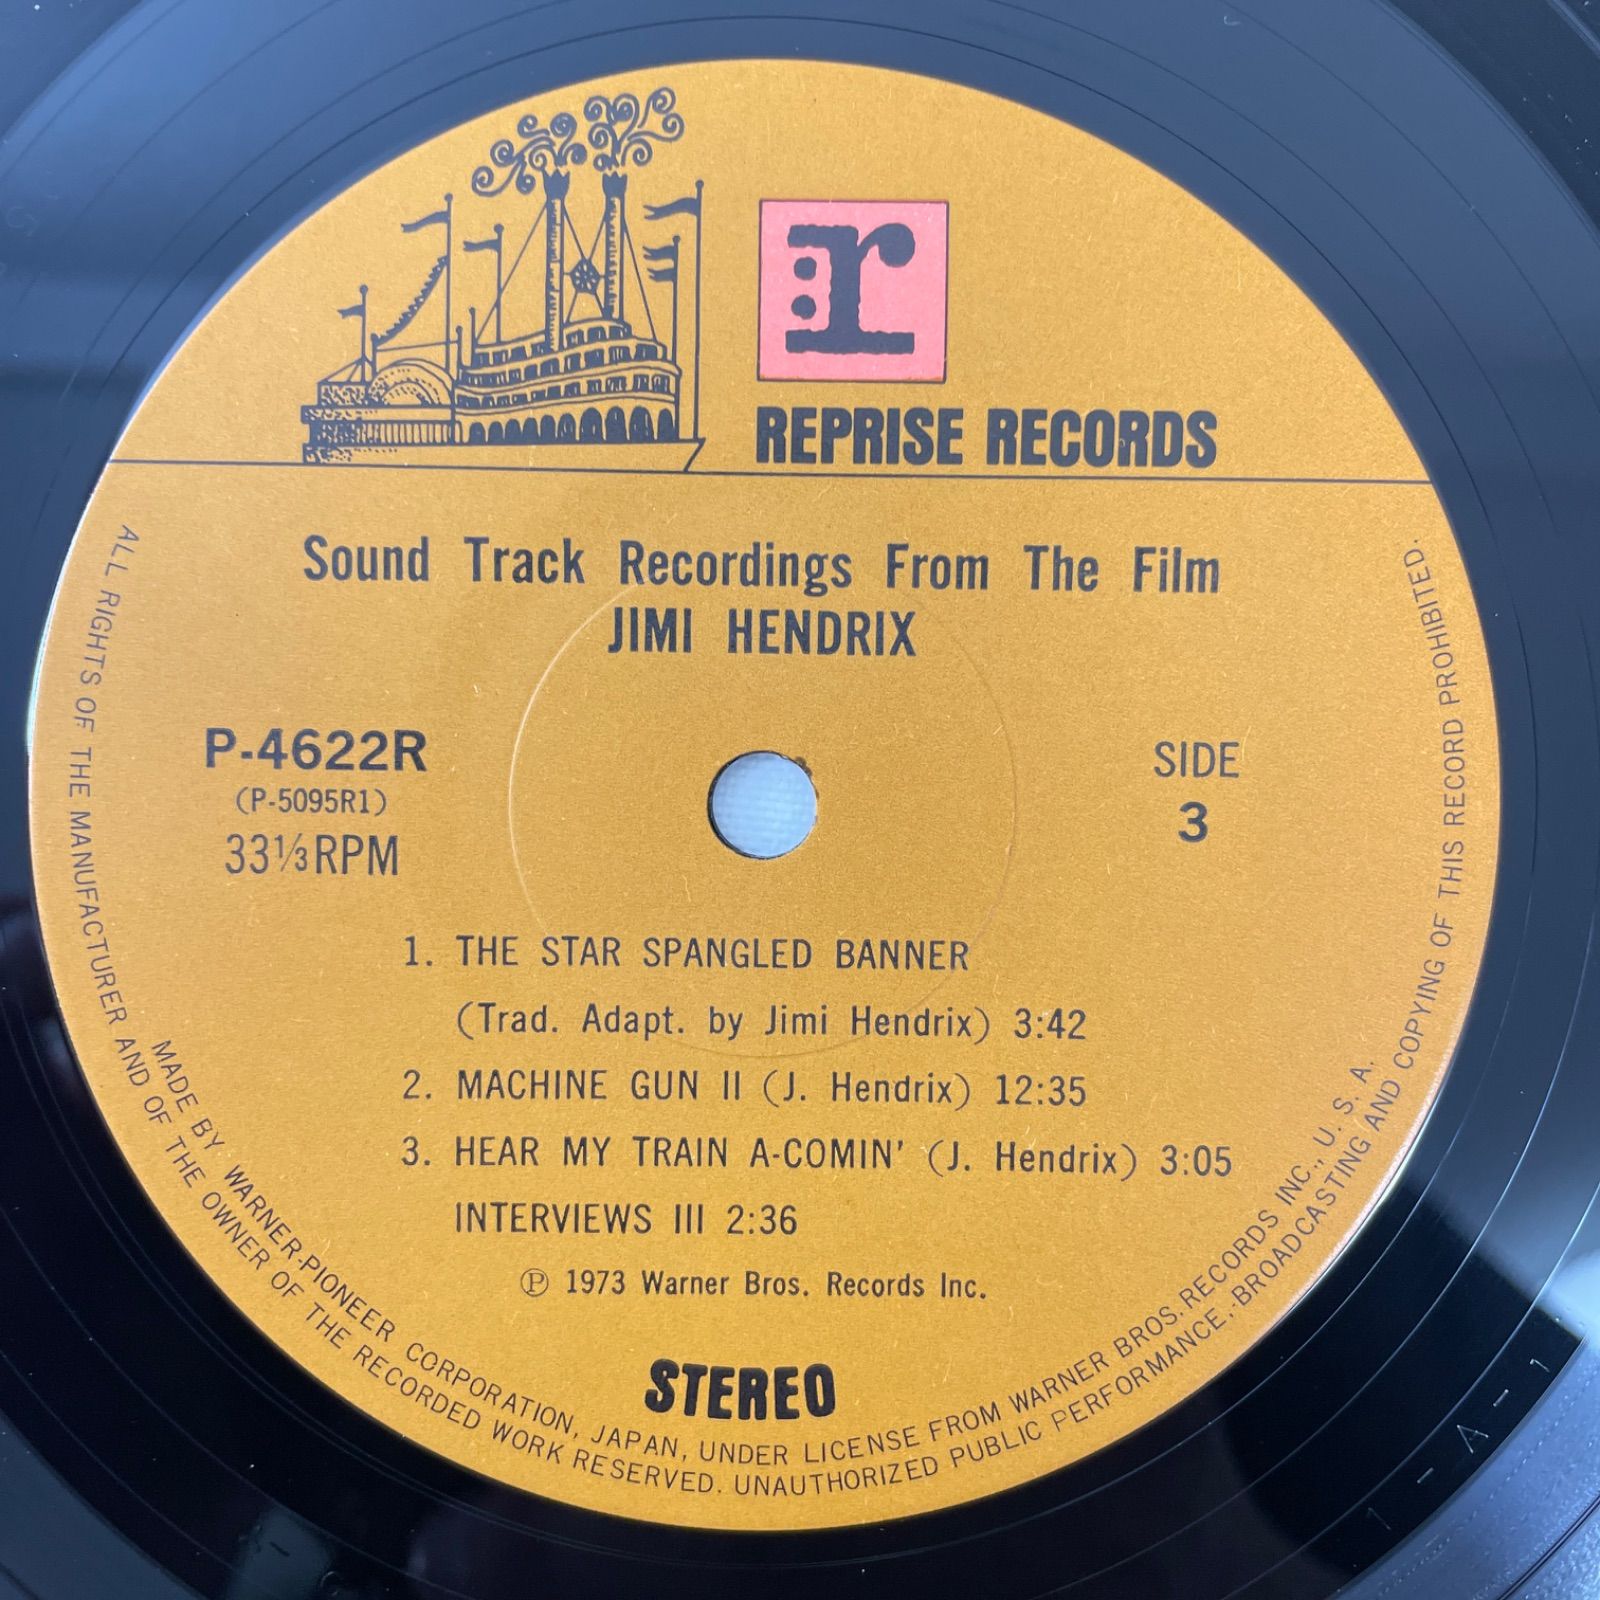 r:
REPRISE RECORDS
Sound Track Recordings From The Film
JIMI HENDRIX
P-4622R
(P-5095R1)
33⅓RPM
SIDE
3
1. THE STAR SPANGLED BANNER
(Trad. Adapt. by Jimi Hendrix) 3:42
2. MACHINE GUN II (J. Hendrix) 12:35
3. HEAR MY TRAIN A-COMIN' (J. Hendrix) 3:05
INTERVIEWS III 2:36
Ⓟ 1973 Warner Bros. Records Inc.
STEREO
MADE BY WARNER-PIONEER CORPORATION, JAPAN, UNDER LICENSE FROM WARNER BROS. RECORDS INC., U. S. A.
ALL RIGHTS OF THE MANUFACTURER AND OF THE OWNER OF THE RECORDED WORK RESERVED. UNAUTHORIZED PUBLIC PERFORMANCE, BROADCASTING AND COPYING OF THIS RECORD PROHIBITED.
1-A-1